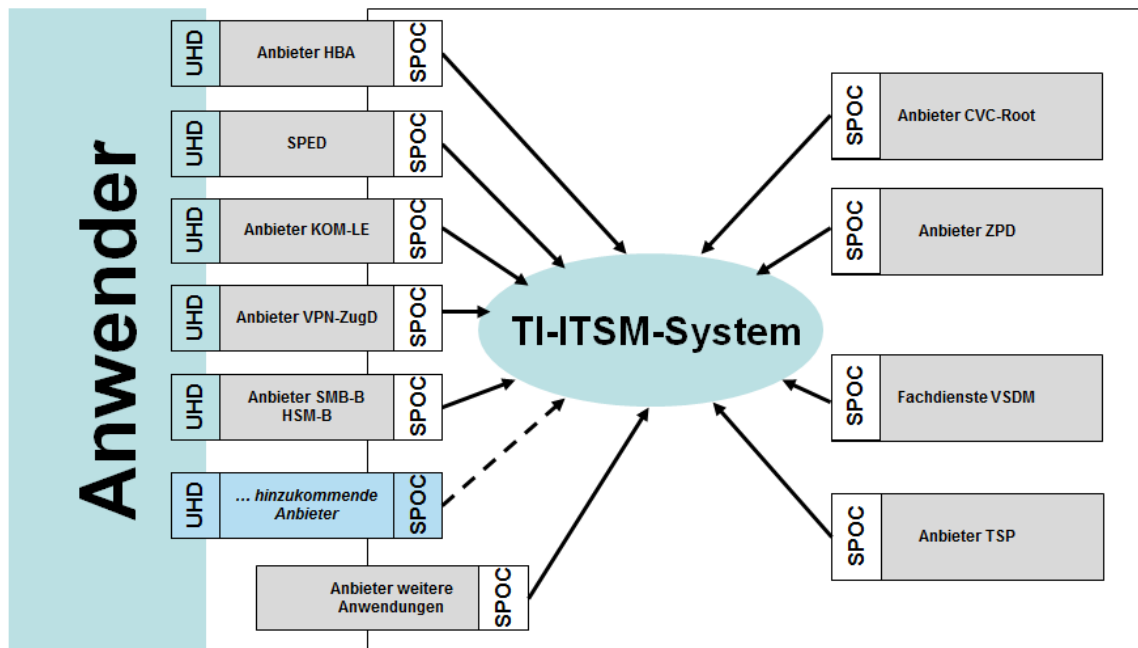 Anwender
UHD
Anbieter HBA
SPOC
UHD
SPED
SPOC
UHD
Anbieter KOM-LE
SPOC
UHD
Anbieter VPN-ZugD
SPOC
UHD
Anbieter SMB-B
HSM-B
SPOC
UHD
... hinzukommende
Anbieter
SPOC
Anbieter weitere
Anwendungen
SPOC
TI-ITSM-System
SPOC
Anbieter CVC-Root
SPOC
Anbieter ZPD
SPOC
Fachdienste VSDM
SPOC
Anbieter TSP